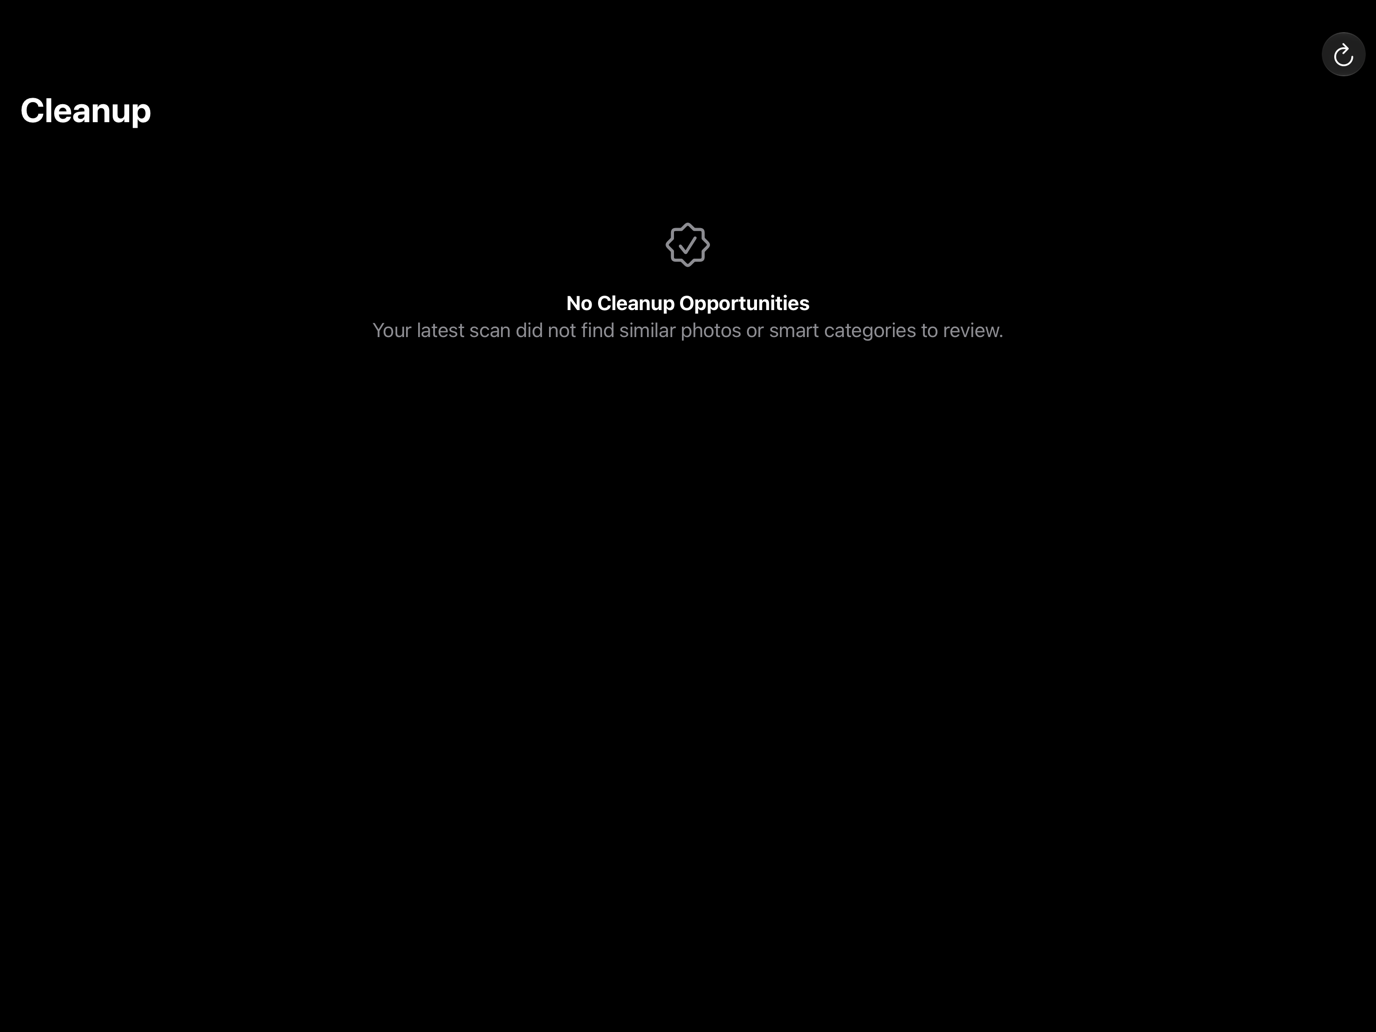 Cleanup
No Cleanup Opportunities
Your latest scan did not find similar photos or smart categories to review.